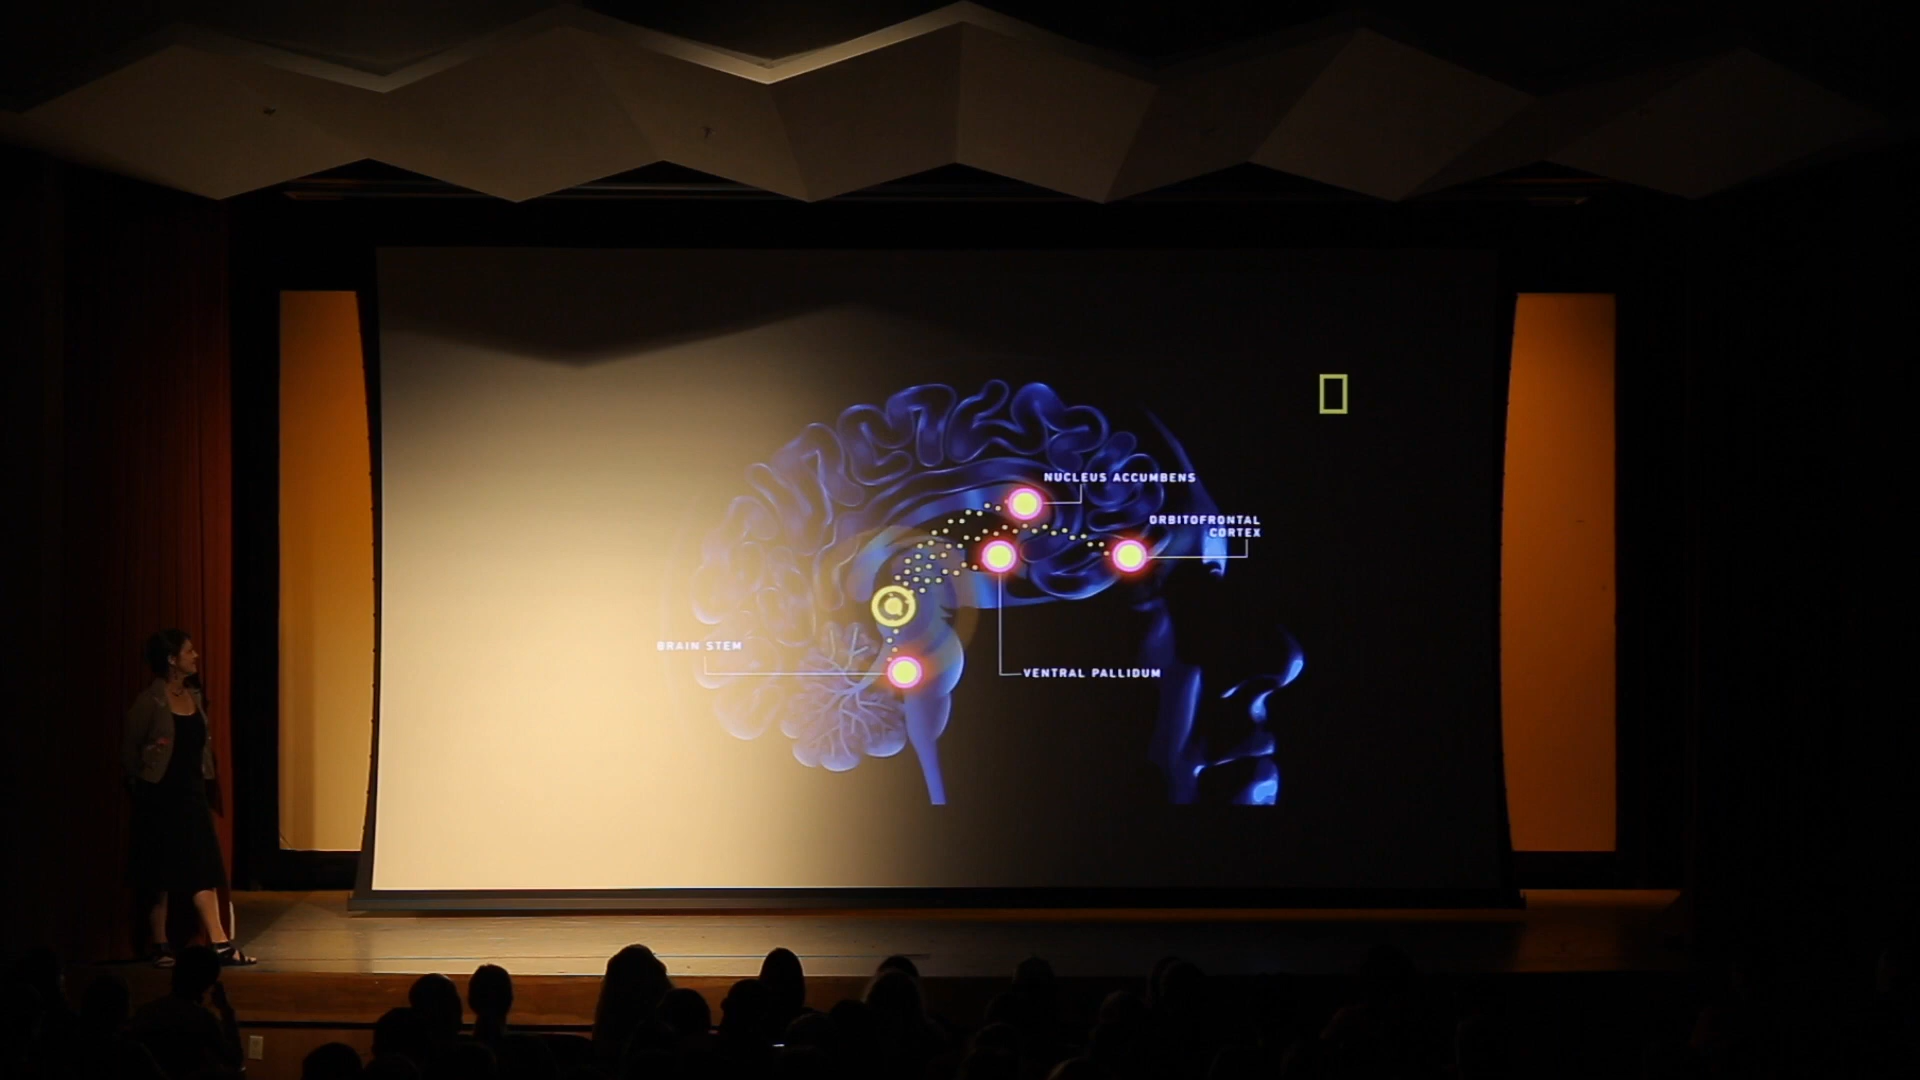 NUCLEUS ACCUMBENS
ORBITOFRONTAL
CORTEX
BRAIN STEM
VENTRAL PALLIDUM